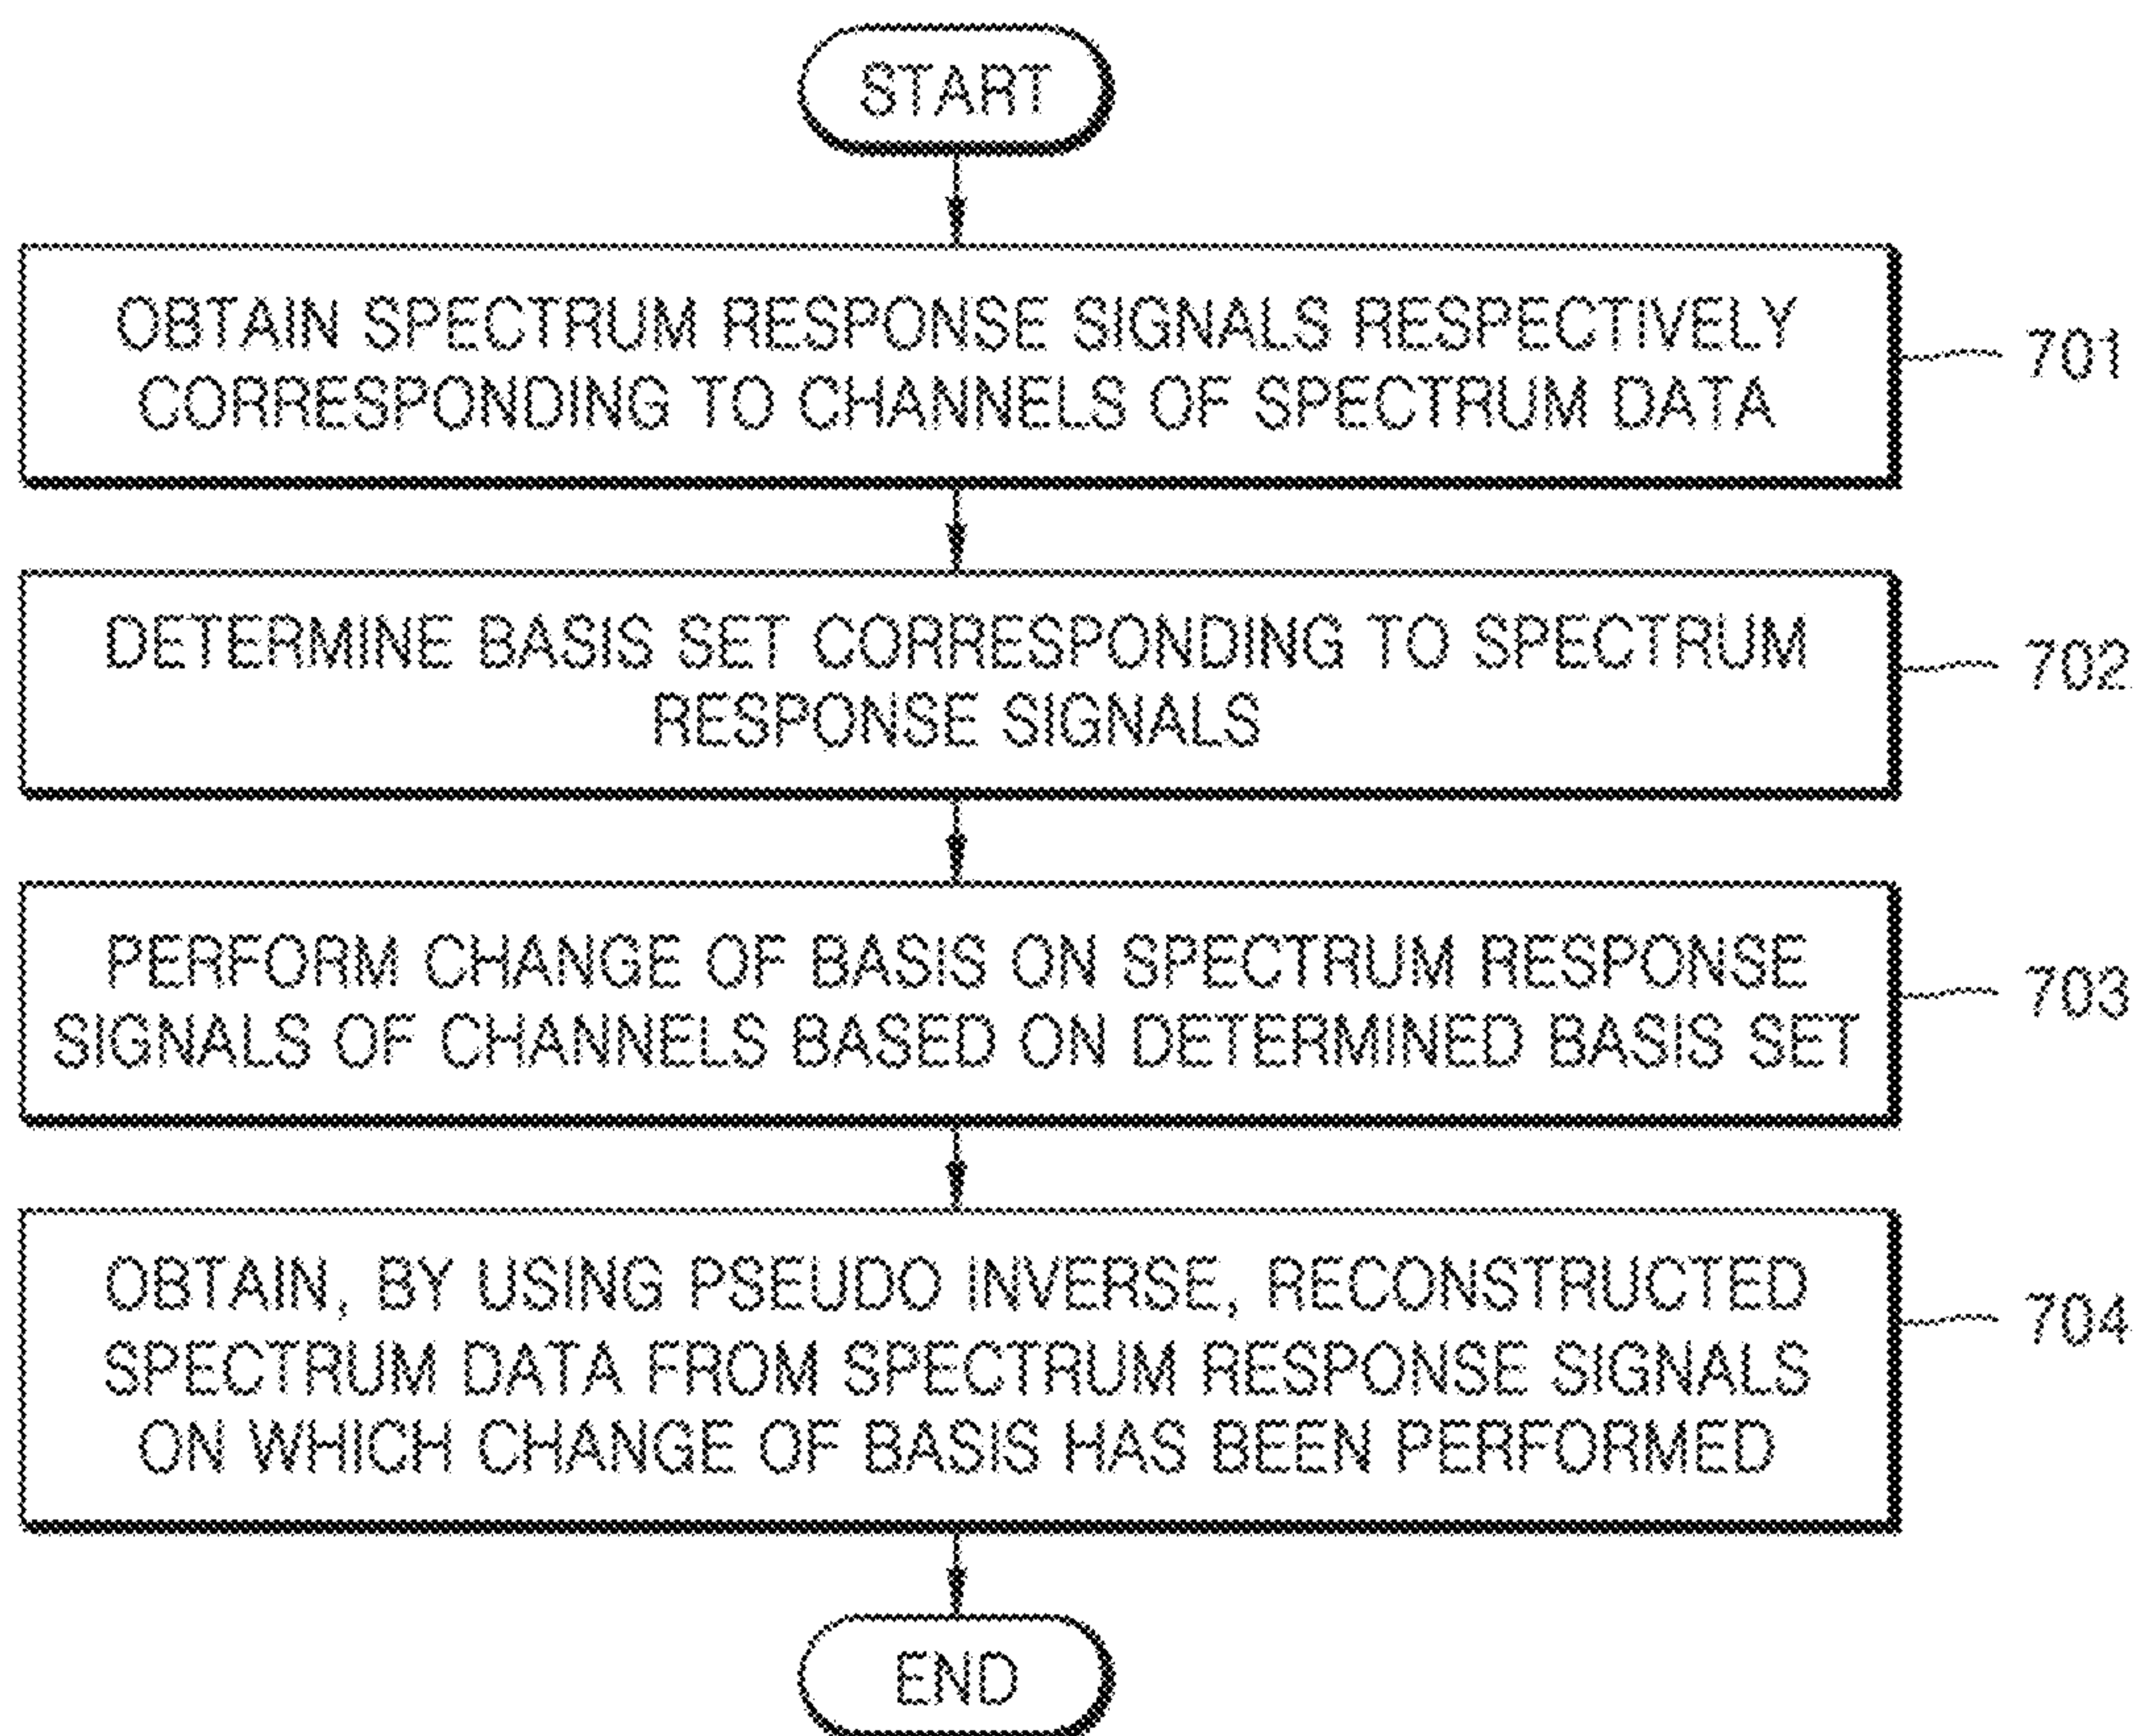 START
OBTAIN SPECTRUM RESPONSE SIGNALS RESPECTIVELY
CORRESPONDING TO CHANNELS OF SPECTRUM DATA
701
DETERMINE BASIS SET CORRESPONDING TO SPECTRUM
RESPONSE SIGNALS
702
PERFORM CHANGE OF BASIS ON SPECTRUM RESPONSE
SIGNALS OF CHANNELS BASED ON DETERMINED BASIS SET
703
OBTAIN, BY USING PSEUDO INVERSE, RECONSTRUCTED
SPECTRUM DATA FROM SPECTRUM RESPONSE SIGNALS
ON WHICH CHANGE OF BASIS HAS BEEN PERFORMED
704
END